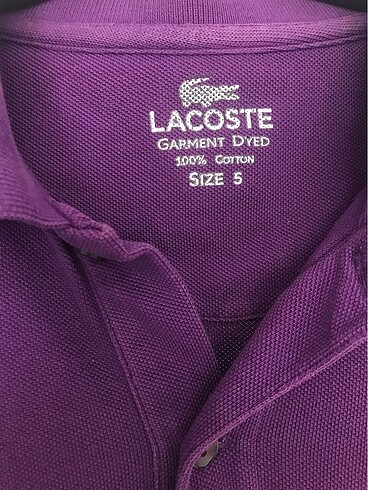 LACOSTE
GARMENT DYED
100% COTTON
SIZE 5